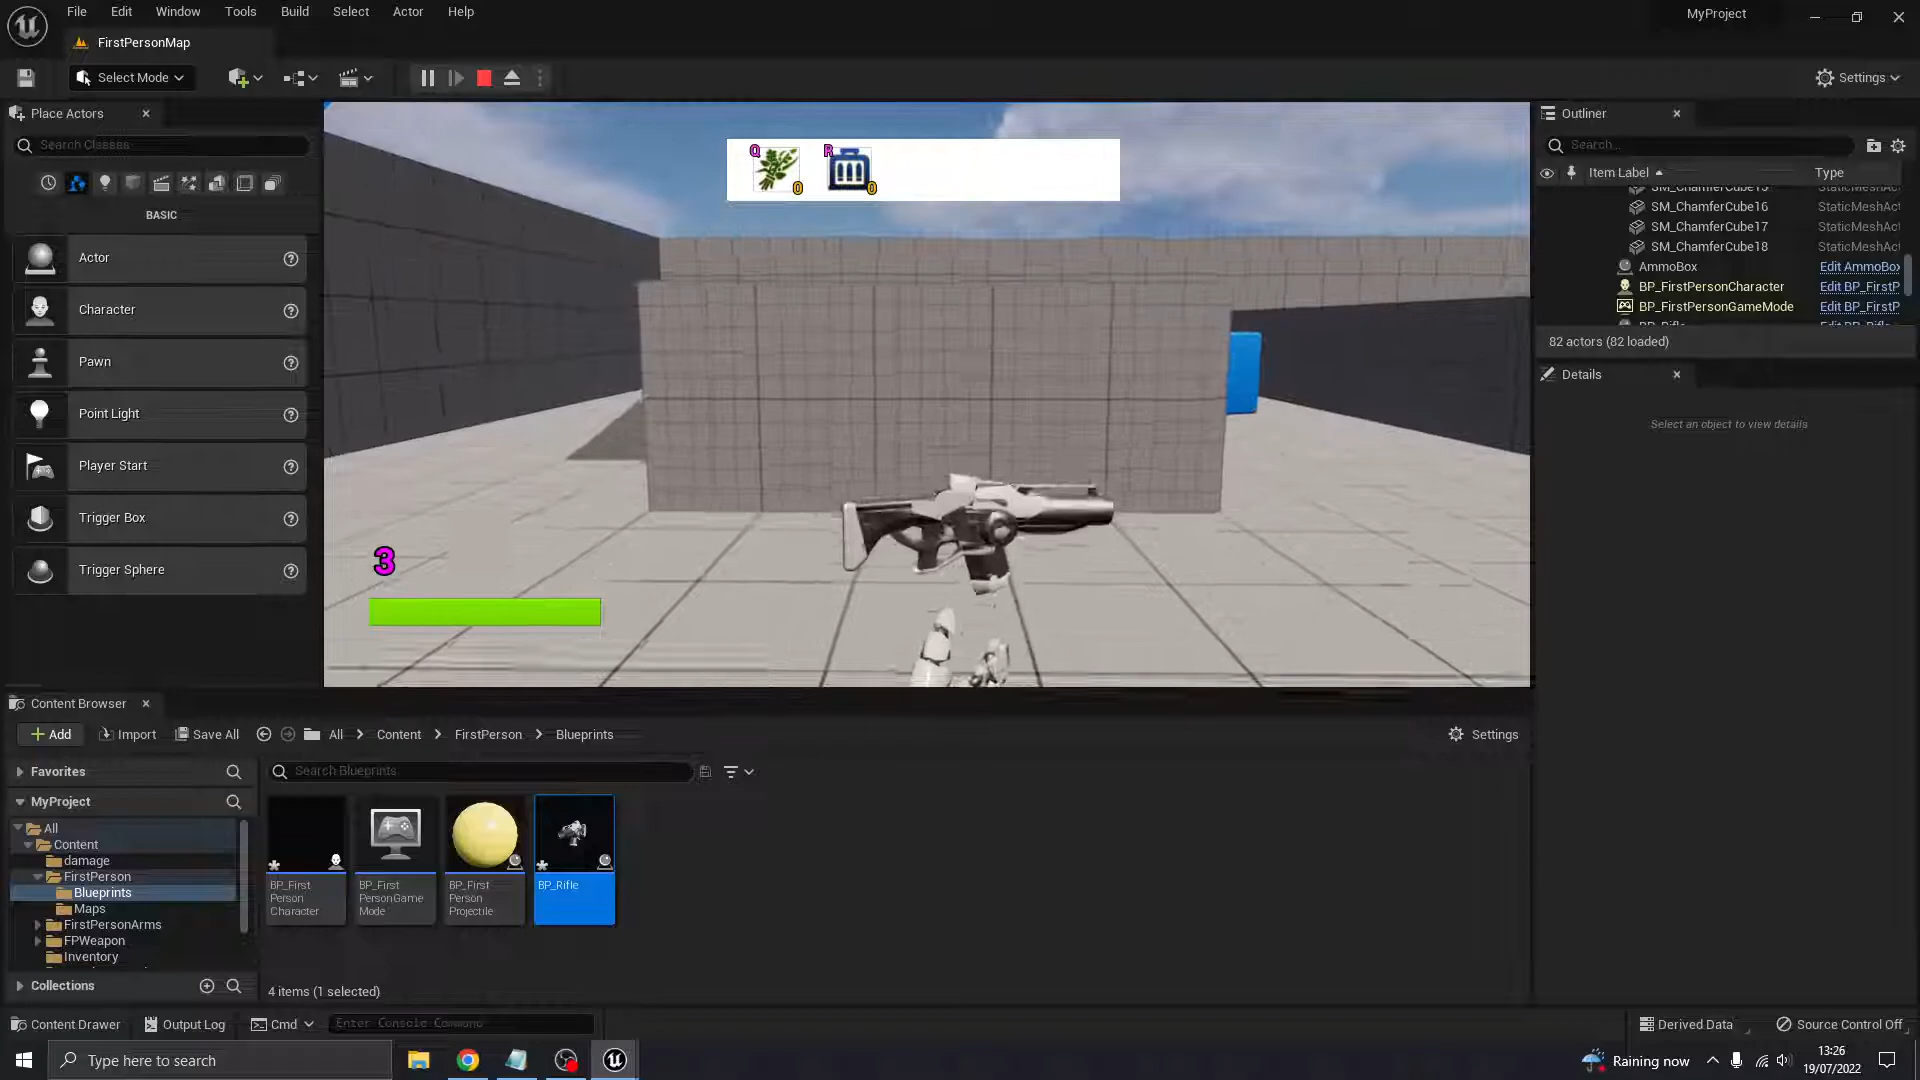 File Edit Window Tools Build Select Actor Help
MyProject
FirstPersonMap
Select Mode
Settings
Place Actors
Search Classes
BASIC
Actor
Character
Pawn
Point Light
Player Start
Trigger Box
Trigger Sphere
Q
0
R
0
3
Outliner
Search...
Item Label Type
SM_ChamferCube15 StaticMeshAct
SM_ChamferCube16 StaticMeshAct
SM_ChamferCube17 StaticMeshAct
SM_ChamferCube18 StaticMeshAct
AmmoBox Edit AmmoBox
BP_FirstPersonCharacter Edit BP_FirstP
BP_FirstPersonGameMode Edit BP_FirstP
BP_Rifle Edit BP_Rifle
82 actors (82 loaded)
Details
Select an object to view details
Content Browser
Add Import Save All All Content FirstPerson Blueprints
Settings
Favorites
Search Blueprints
MyProject
All
Content
damage
FirstPerson
Blueprints
Maps
FirstPersonArms
FPWeapon
Inventory
Collections
BP_First
Person
Character
BP_First
PersonGame
Mode
BP_First
Person
Projectile
BP_Rifle
4 items (1 selected)
Content Drawer Output Log Cmd Enter Console Command
Derived Data Source Control Off
Type here to search
Raining now
13:26
19/07/2022